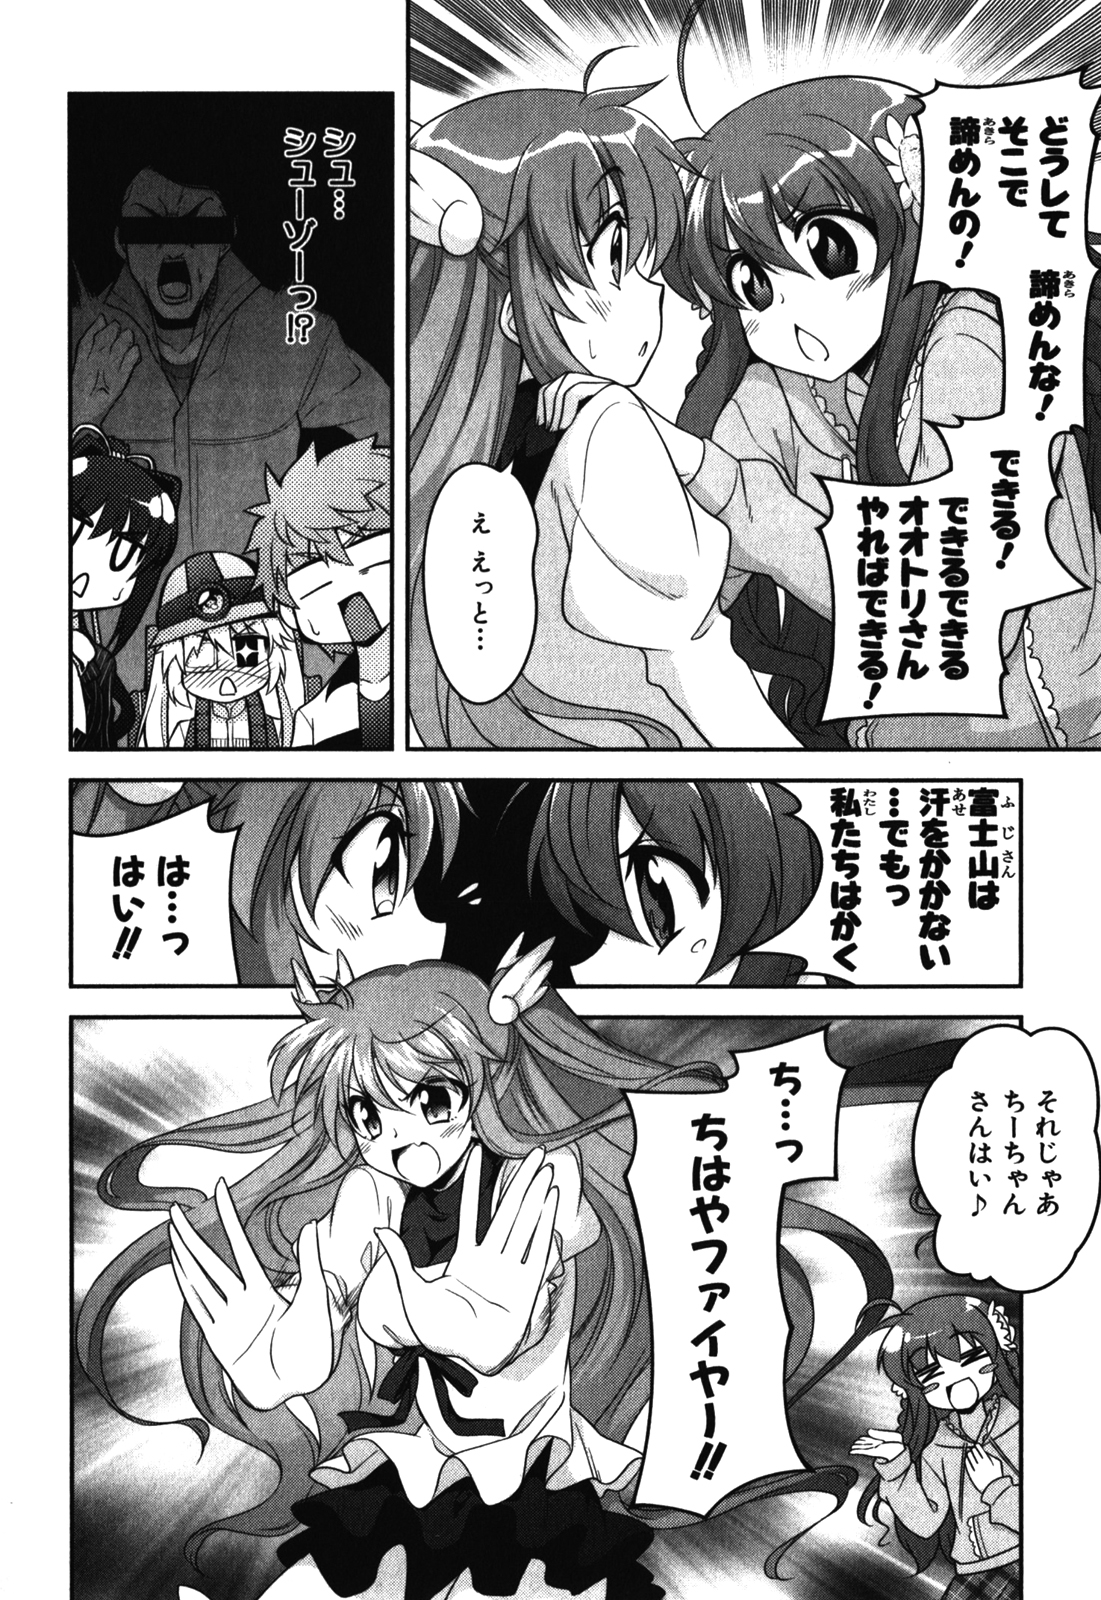 どうして
そこで
諦めんの！
諦めんな！
できる！
できるできる
オオトリさん
やればできる！
え えっと…
シュ…
シューゾーっ!?
富士山は
汗をかかない
…でもっ
私たちはかく
は…っ
はい!!
それじゃあ
ちーちゃん
さんはい♪
ち…っ
ちはやファイヤー!!